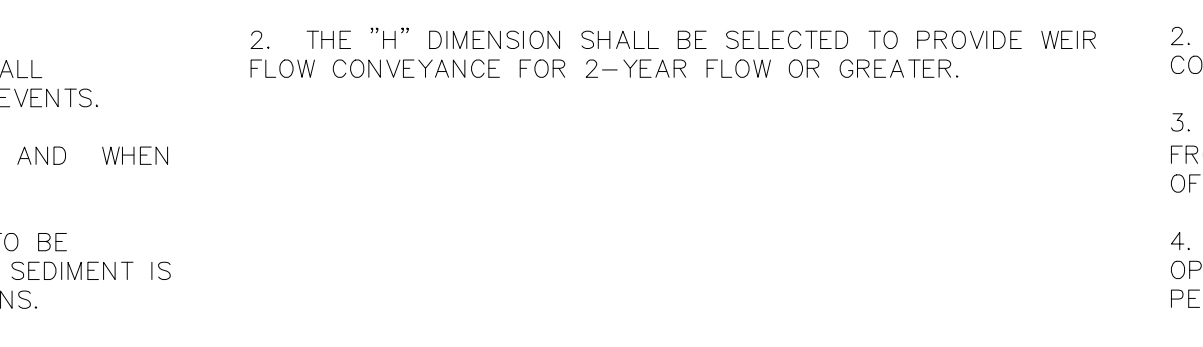 ALL
EVENTS.
AND WHEN
TO BE
SEDIMENT IS
NS.
2. THE "H" DIMENSION SHALL BE SELECTED TO PROVIDE WEIR
FLOW CONVEYANCE FOR 2-YEAR FLOW OR GREATER.
2.
CO
3.
FR
OF
4.
OP
PE